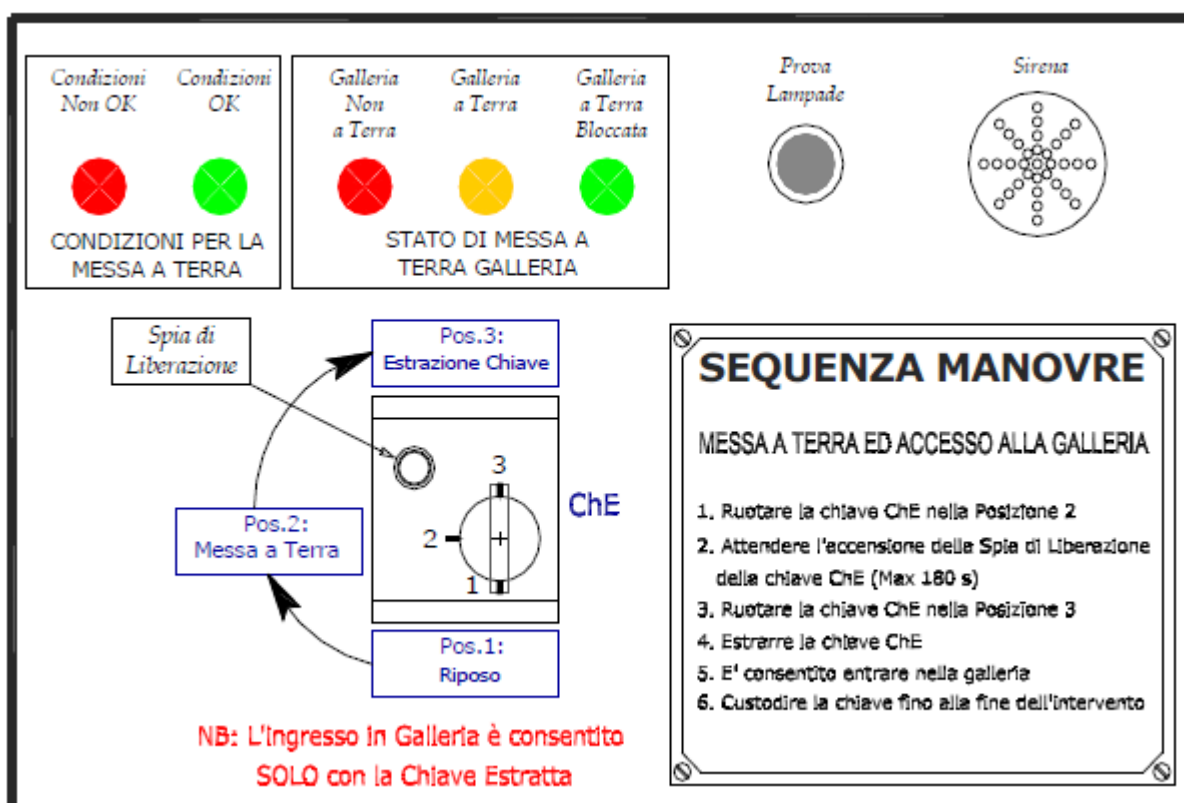 Condizioni
Non OK
Condizioni
OK
CONDIZIONI PER LA
MESSA A TERRA
Galleria
Non
a Terra
Galleria
a Terra
Galleria
a Terra
Bloccata
STATO DI MESSA A
TERRA GALLERIA
Prova
Lampade
Sirena
Spia di
Liberazione
Pos.3:
Estrazione Chiave
3
2
1
ChE
Pos.2:
Messa a Terra
Pos.1:
Riposo
NB: L'ingresso in Galleria è consentito
SOLO con la Chiave Estratta
SEQUENZA MANOVRE
MESSA A TERRA ED ACCESSO ALLA GALLERIA
1. Ruotare la chiave ChE nella Posizione 2
2. Attendere l'accensione della Spia di Liberazione
della chiave ChE (Max 180 s)
3. Ruotare la chiave ChE nella Posizione 3
4. Estrarre la chiave ChE
5. E' consentito entrare nella galleria
6. Custodire la chiave fino alla fine dell'intervento